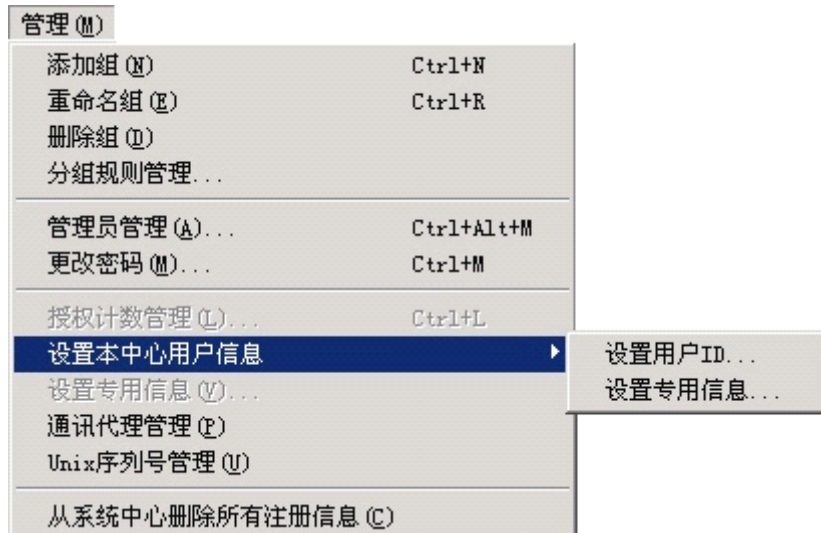 管理(M)
添加组(N) Ctrl+N
重命名组(E) Ctrl+R
删除组(D)
分组规则管理...
管理员管理(A)... Ctrl+Alt+M
更改密码(M)... Ctrl+M
授权计数管理(L)... Ctrl+L
设置本中心用户信息
设置用户ID...
设置专用信息(V)...
设置专用信息...
通讯代理管理(P)
Unix序列号管理(U)
从系统中心删除所有注册信息(C)